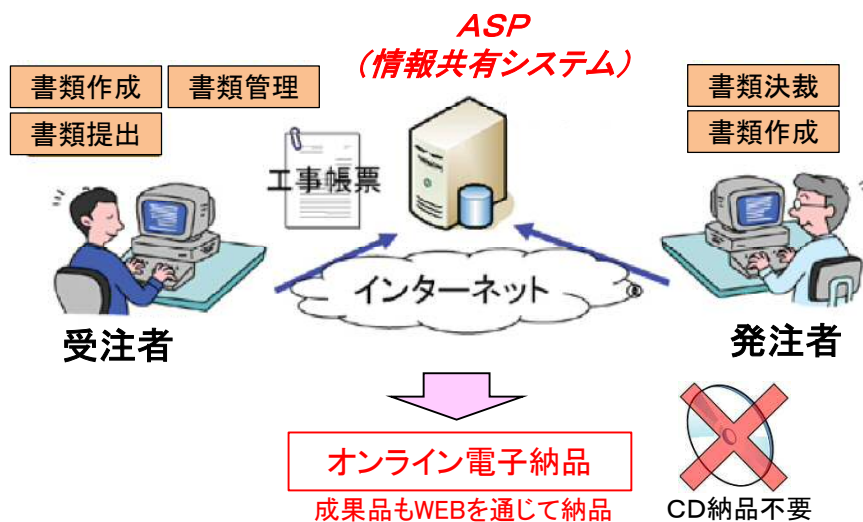 ASP
(情報共有システム)
書類作成
書類管理
書類提出
書類決裁
書類作成
工事帳票
インターネット
受注者
発注者
オンライン電子納品
成果品もWEBを通じて納品
CD納品不要